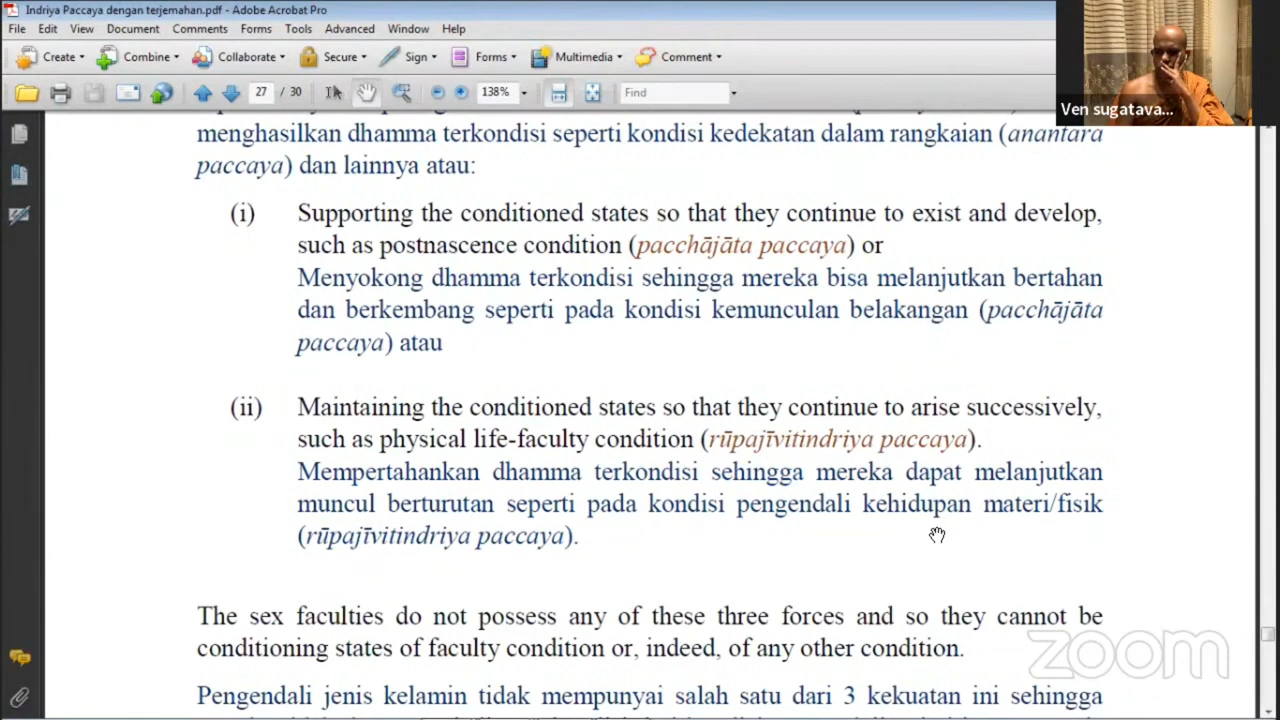 Indriya Paccaya dengan terjemahan.pdf - Adobe Acrobat Pro
File Edit View Document Comments Forms Tools Advanced Window Help
Create Combine Collaborate Secure Sign Forms Multimedia Comment
27 / 30 138% Find
Ven sugatava...
menghasilkan dhamma terkondisi seperti kondisi kedekatan dalam rangkaian (anantara
paccaya) dan lainnya atau:
(i) Supporting the conditioned states so that they continue to exist and develop,
such as postnascence condition (pacchājāta paccaya) or
Menyokong dhamma terkondisi sehingga mereka bisa melanjutkan bertahan
dan berkembang seperti pada kondisi kemunculan belakangan (pacchājāta
paccaya) atau
(ii) Maintaining the conditioned states so that they continue to arise successively,
such as physical life-faculty condition (rūpajīvitindriya paccaya).
Mempertahankan dhamma terkondisi sehingga mereka dapat melanjutkan
muncul berturutan seperti pada kondisi pengendali kehidupan materi/fisik
(rūpajīvitindriya paccaya).
The sex faculties do not possess any of these three forces and so they cannot be
conditioning states of faculty condition or, indeed, of any other condition.
zoom
Pengendali jenis kelamin tidak mempunyai salah satu dari 3 kekuatan ini sehingga